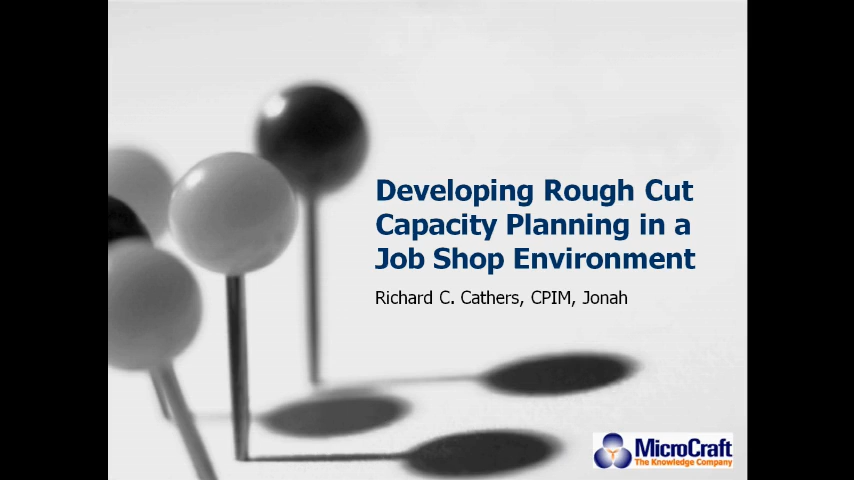 Developing Rough Cut
Capacity Planning in a
Job Shop Environment
Richard C. Cathers, CPIM, Jonah
MicroCraft
The Knowledge Company